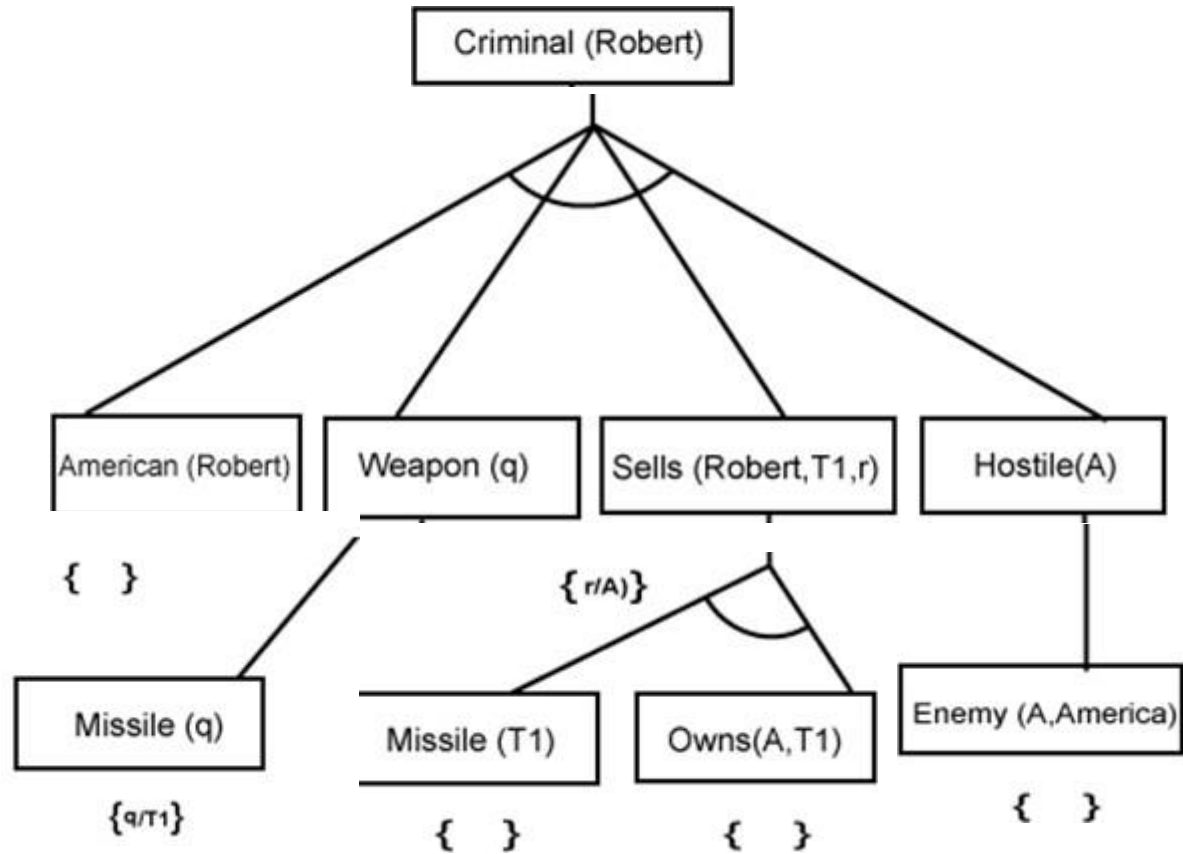 Criminal (Robert)
American (Robert)
Weapon (q)
Sells (Robert,T1,r)
Hostile(A)
{ }
{ r/A)}
Missile (q)
Missile (T1)
Owns(A,T1)
Enemy (A,America)
{q/T1}
{ }
{ }
{ }